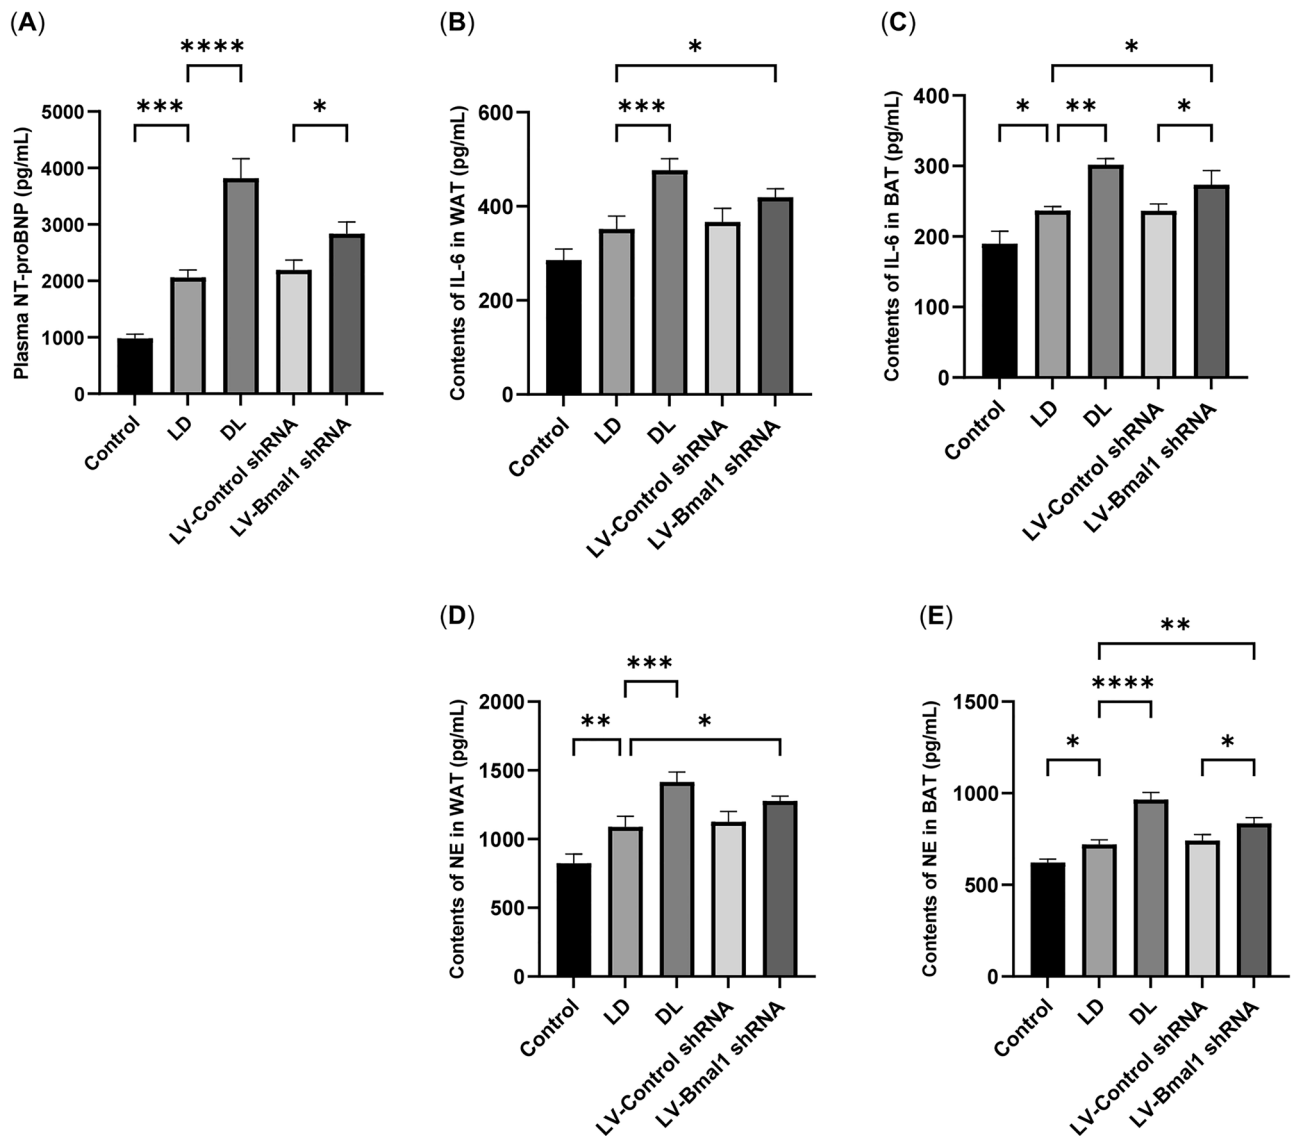 (A)
****
***
*
Plasma NT-proBNP (pg/mL)
5000
4000
3000
2000
1000
0
Control
LD
DL
LV-Control shRNA
LV-Bmal1 shRNA
(B)
*
***
Contents of IL-6 in WAT (pg/mL)
600
400
200
0
Control
LD
DL
LV-Control shRNA
LV-Bmal1 shRNA
(C)
*
*
**
*
Contents of IL-6 in BAT (pg/mL)
400
300
200
100
0
Control
LD
DL
LV-Control shRNA
LV-Bmal1 shRNA
(D)
***
**
*
Contents of NE in WAT (pg/mL)
2000
1500
1000
500
0
Control
LD
DL
LV-Control shRNA
LV-Bmal1 shRNA
(E)
**
****
*
*
Contents of NE in BAT (pg/mL)
1500
1000
500
0
Control
LD
DL
LV-Control shRNA
LV-Bmal1 shRNA